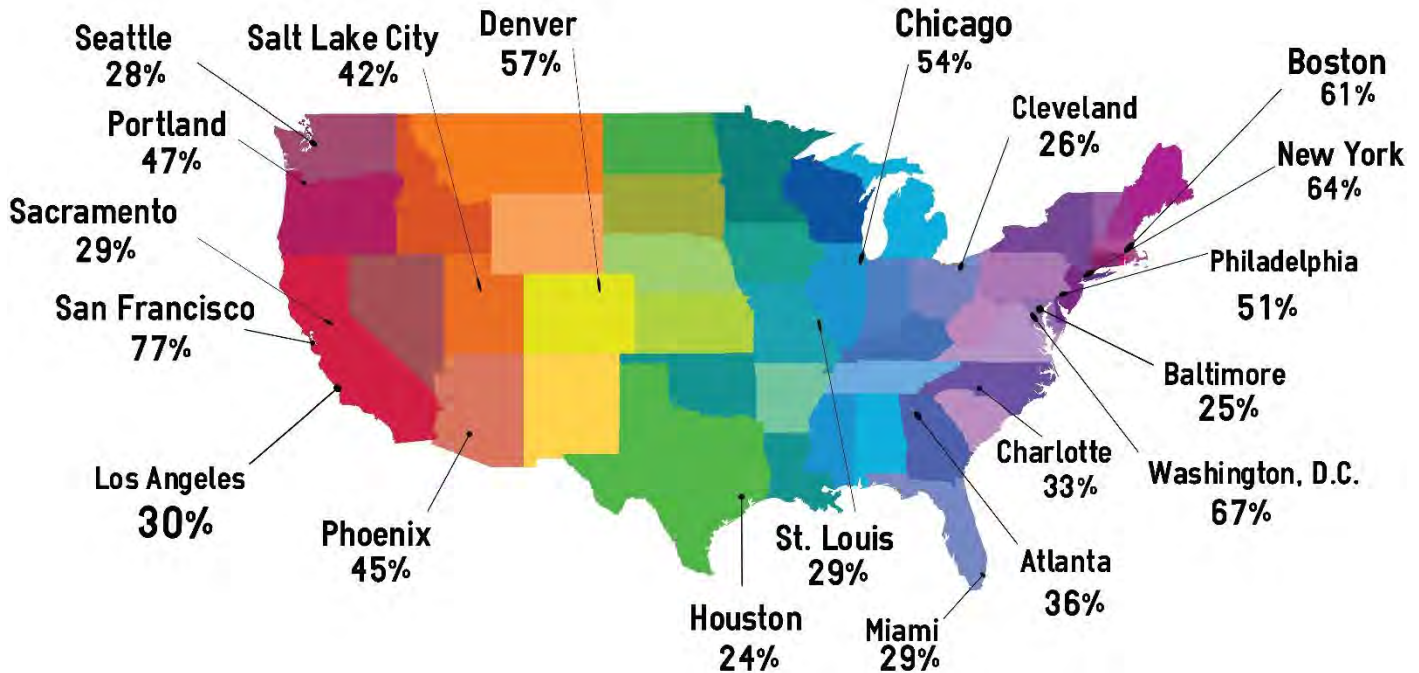 Seattle
28%
Salt Lake City
42%
Denver
57%
Chicago
54%
Boston
61%
Portland
47%
Cleveland
26%
New York
64%
Sacramento
29%
Philadelphia
51%
San Francisco
77%
Baltimore
25%
Los Angeles
30%
Phoenix
45%
Houston
24%
St. Louis
29%
Miami
29%
Atlanta
36%
Charlotte
33%
Washington, D.C.
67%